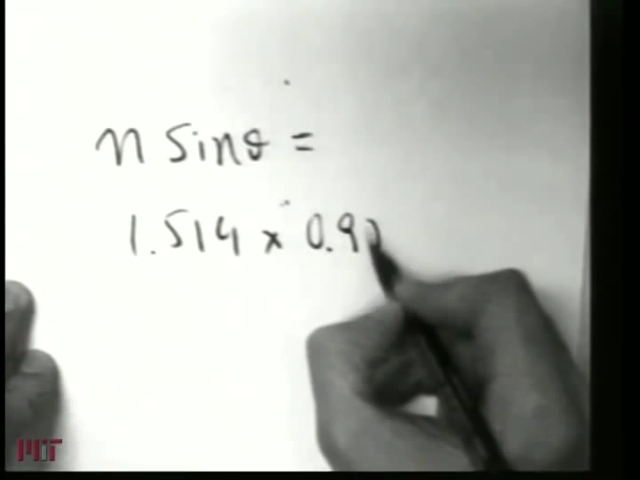 n sinθ =
1.514 × 0.9
MIT